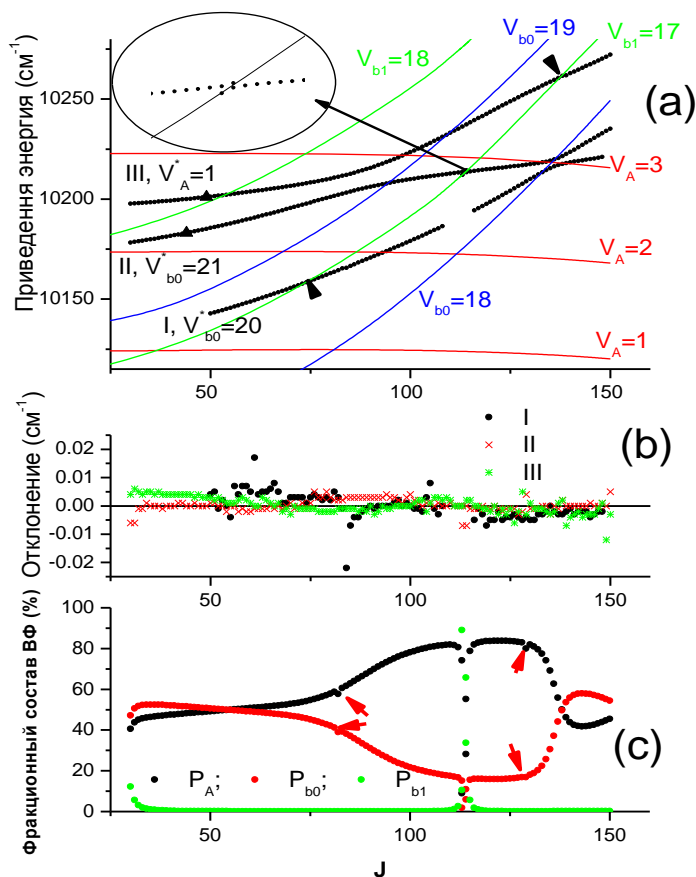 V_b1=18
V_b0=19
V_b1=17
(a)
Приведення энергия (см⁻¹)
10250
10200
10150
III, V*_A=1
II, V*_b0=21
I, V*_b0=20
V_A=3
V_A=2
V_b0=18
V_A=1
50
100
150
Отклонение (см⁻¹)
0.02
0.01
0.00
-0.01
-0.02
I
II
III
(b)
50
100
150
Фракционный состав ВФ (%)
100
80
60
40
20
0
P_A;
P_b0;
P_b1
(c)
50
100
150
J